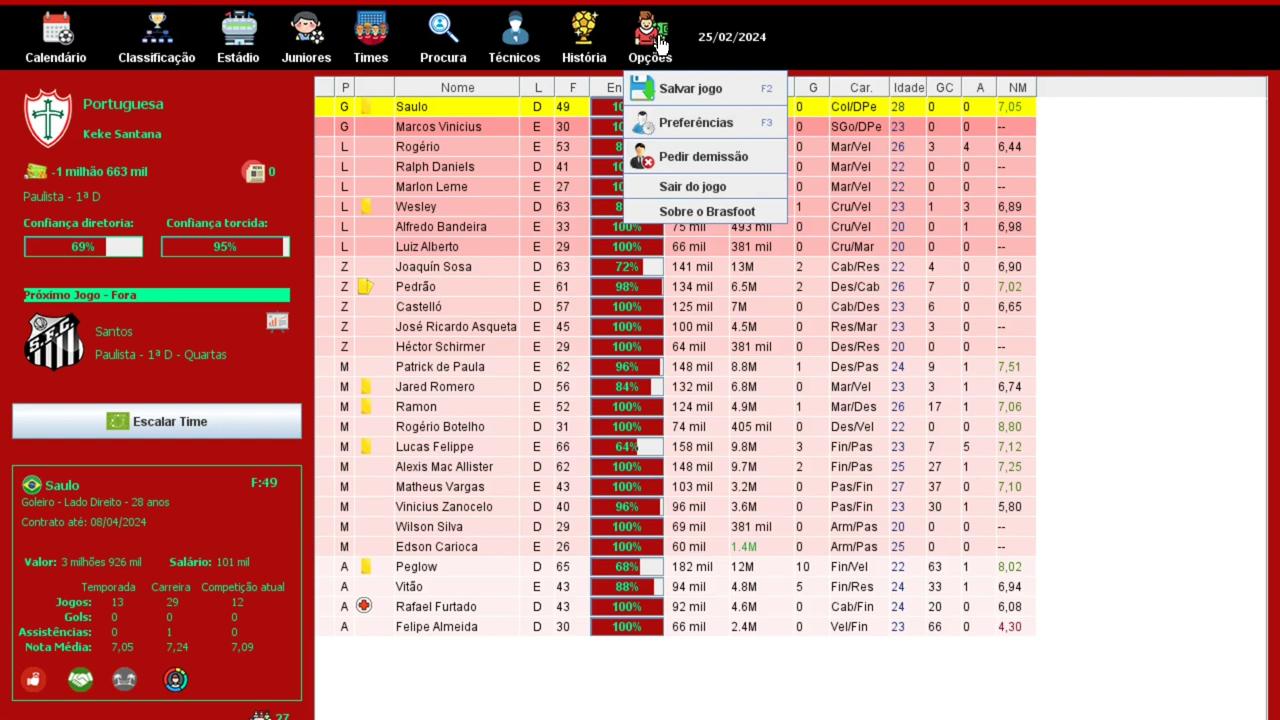 Calendário Classificação Estádio Juniores Times Procura Técnicos História Opções 25/02/2024
Portuguesa
Keke Santana
-1 milhão 663 mil 0
Paulista - 1ª D
Confiança diretoria: Confiança torcida:
69% 95%
Próximo Jogo - Fora
Santos
Paulista - 1ª D - Quartas
Escalar Time
Saulo F:49
Goleiro - Lado Direito - 28 anos
Contrato até: 08/04/2024
Valor: 3 milhões 926 mil Salário: 101 mil
Temporada Carreira Competição atual
Jogos: 13 29 12
Gols: 0 0 0
Assistências: 0 1 0
Nota Média: 7,05 7,24 7,09
27
Salvar jogo F2
Preferências F3
Pedir demissão
Sair do jogo
Sobre o Brasfoot
P Nome L F En G Car. Idade GC A NM
G Saulo D 49 10 0 Col/DPe 28 0 0 7,05
G Marcos Vinicius E 30 10 0 SGo/DPe 23 0 0 --
L Rogério E 53 8 0 Mar/Vel 26 3 4 6,44
L Ralph Daniels D 41 10 0 Mar/Vel 22 0 0 --
L Marlon Leme E 27 10 0 Mar/Vel 22 0 0 --
L Wesley D 63 8 1 Cru/Vel 23 1 3 6,89
L Alfredo Bandeira E 33 100% 75 mil 493 mil 0 Cru/Vel 20 0 1 6,98
L Luiz Alberto E 29 100% 66 mil 381 mil 0 Cru/Mar 20 0 0 --
Z Joaquín Sosa D 63 72% 141 mil 13M 2 Cab/Res 22 4 0 6,90
Z Pedrão E 61 98% 134 mil 6.5M 2 Des/Cab 26 7 0 7,02
Z Castelló D 57 100% 125 mil 7M 0 Cab/Des 23 6 0 6,65
Z José Ricardo Asqueta E 45 100% 100 mil 4.5M 0 Res/Mar 23 3 0 --
Z Héctor Schirmer E 29 100% 64 mil 381 mil 0 Des/Res 20 0 0 --
M Patrick de Paula E 62 96% 148 mil 8.8M 1 Des/Pas 24 9 1 7,51
M Jared Romero D 56 84% 132 mil 6.8M 0 Mar/Vel 23 3 1 6,74
M Ramon E 52 100% 124 mil 4.9M 1 Mar/Des 26 17 1 7,06
M Rogério Botelho D 31 100% 74 mil 405 mil 0 Des/Vel 22 0 0 8,80
M Lucas Felippe E 66 64% 158 mil 9.8M 3 Fin/Pas 24 7 5 7,12
M Alexis Mac Allister D 62 100% 148 mil 9.7M 2 Fin/Pas 25 27 1 7,25
M Matheus Vargas E 43 100% 103 mil 3.2M 0 Pas/Fin 27 37 0 7,10
M Vinicius Zanocelo D 40 96% 96 mil 3.6M 0 Pas/Fin 23 30 1 5,80
M Wilson Silva D 29 100% 69 mil 381 mil 0 Arm/Pas 20 0 0 --
M Edson Carioca E 26 100% 60 mil 1.4M 0 Arm/Pas 25 0 0 --
A Peglow D 65 68% 182 mil 12M 10 Fin/Vel 22 63 1 8,02
A Vitão E 43 88% 94 mil 4.8M 5 Fin/Res 24 33 1 6,94
A Rafael Furtado D 43 100% 92 mil 4.6M 0 Cab/Fin 24 20 0 6,08
A Felipe Almeida D 30 100% 66 mil 2.4M 0 Vel/Fin 23 66 0 4,30